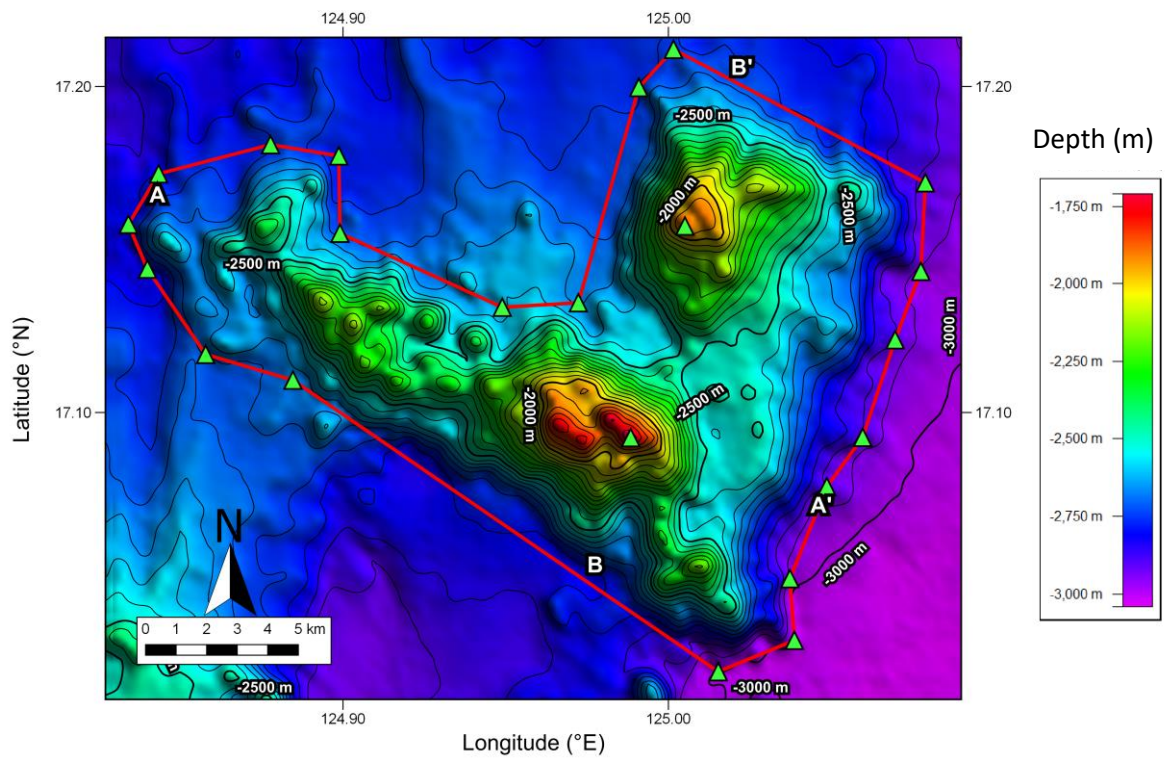 124.90
125.00
B'
17.20
17.20
-2500 m
Depth (m)
A
-1,750 m
-2000 m
-2500 m
-2500 m
-2,000 m
Latitude (°N)
-3000 m
-2,250 m
17.10
17.10
-2000 m
-2500 m
-2,500 m
A'
-2,750 m
N
B
-3000 m
-3,000 m
0 1 2 3 4 5 km
-2500 m
-3000 m
124.90
125.00
Longitude (°E)